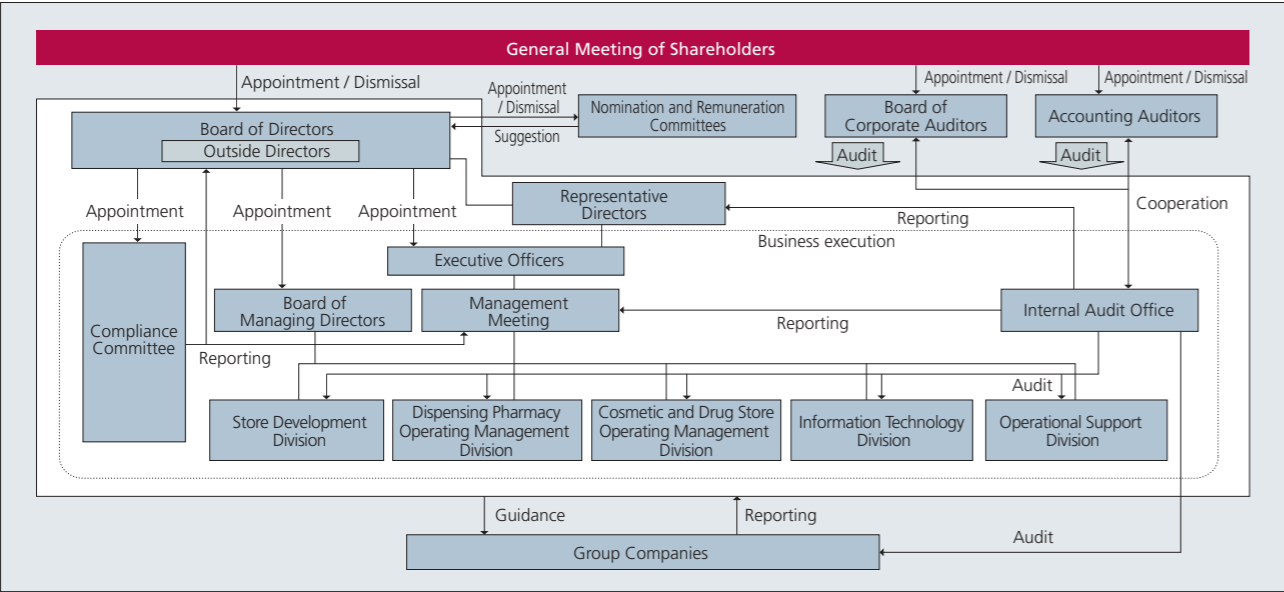 General Meeting of Shareholders
Appointment / Dismissal
Appointment
/ Dismissal
Suggestion
Nomination and Remuneration
Committees
Appointment / Dismissal
Appointment / Dismissal
Board of
Corporate Auditors
Accounting Auditors
Board of Directors
Outside Directors
Audit
Audit
Appointment
Appointment
Appointment
Representative
Directors
Reporting
Cooperation
Business execution
Executive Officers
Compliance
Committee
Board of
Managing Directors
Management
Meeting
Internal Audit Office
Reporting
Reporting
Audit
Store Development
Division
Dispensing Pharmacy
Operating Management
Division
Cosmetic and Drug Store
Operating Management
Division
Information Technology
Division
Operational Support
Division
Guidance
Reporting
Audit
Group Companies